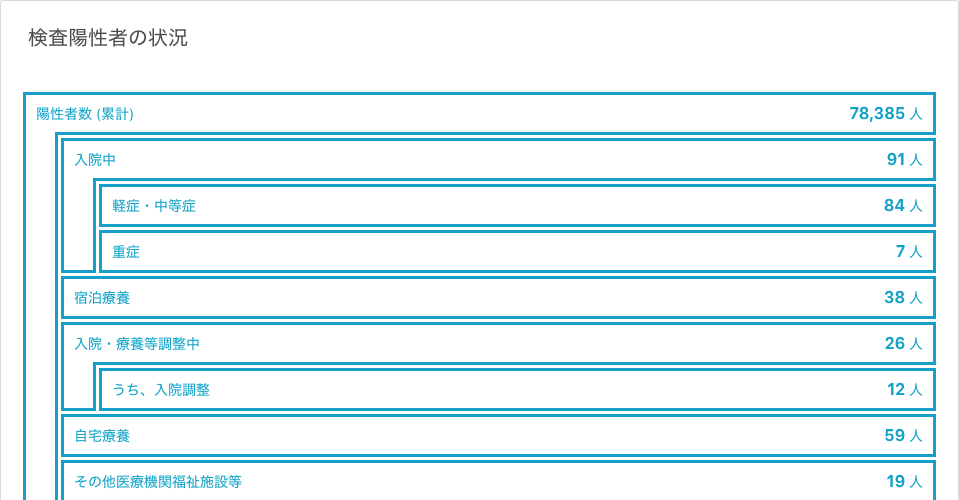 検査陽性者の状況
陽性者数 (累計) 78,385 人
入院中 91 人
軽症・中等症 84 人
重症 7 人
宿泊療養 38 人
入院・療養等調整中 26 人
うち、入院調整 12 人
自宅療養 59 人
その他医療機関福祉施設等 19 人